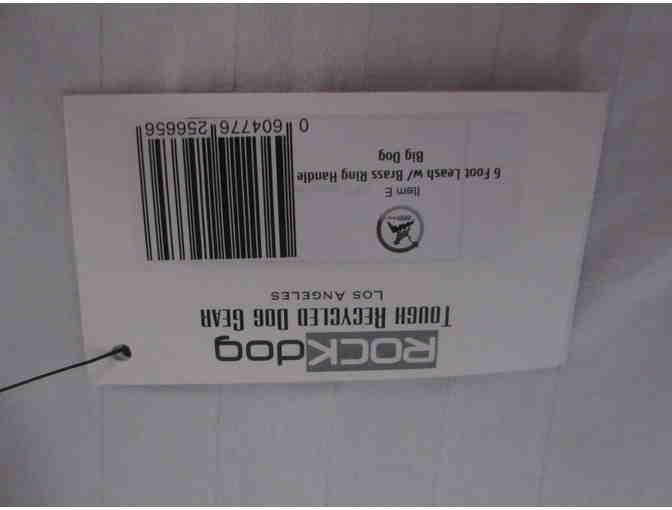 ROCKdog
TOUGH RECYCLED DOG GEAR
LOS ANGELES
Item E
6 Foot Leash w/ Brass Ring Handle
Big Dog
0 604776 256656